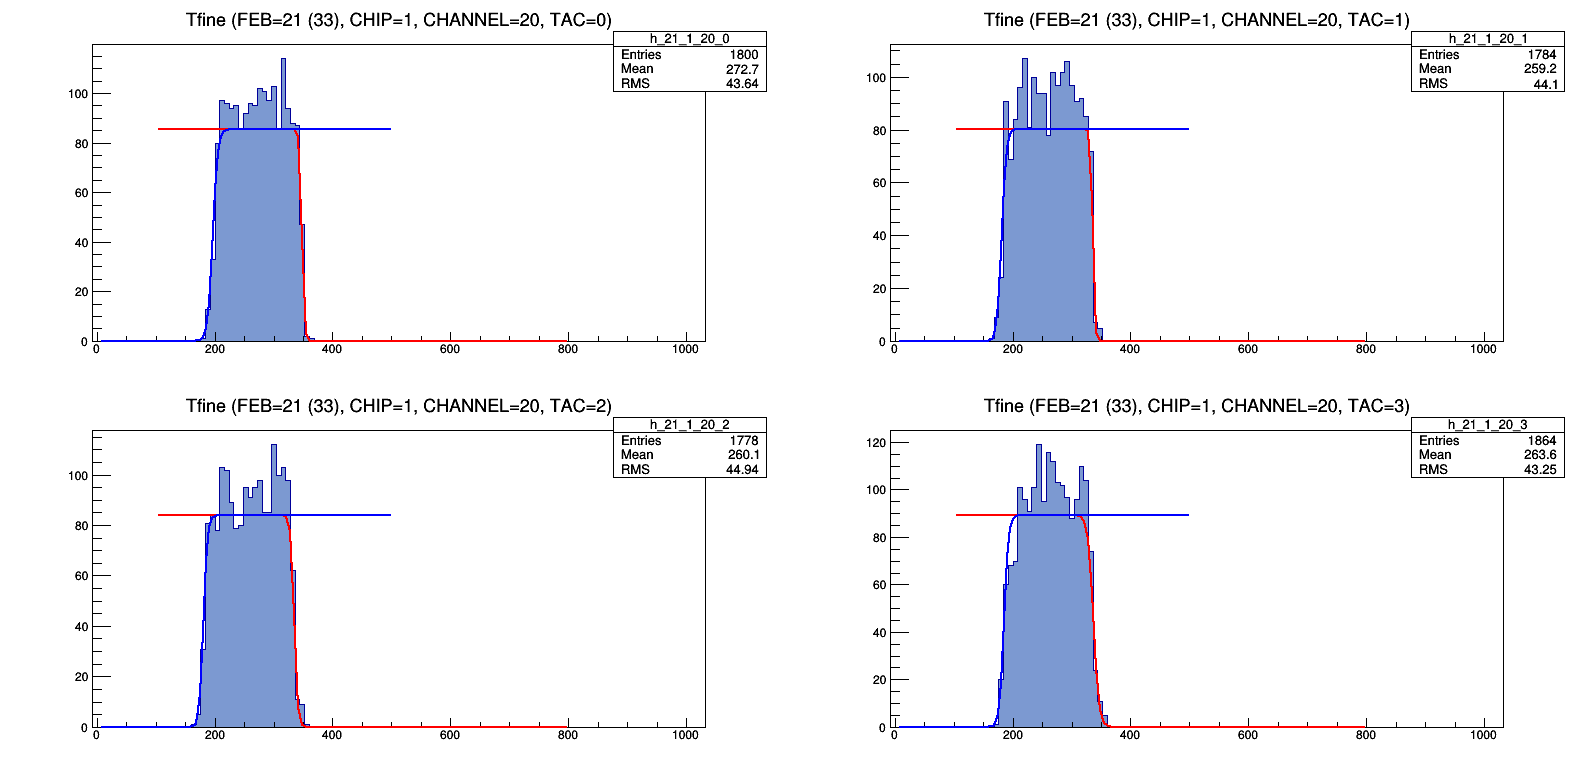 Tfine (FEB=21 (33), CHIP=1, CHANNEL=20, TAC=0)
h_21_1_20_0
Entries 1800
Mean 272.7
RMS 43.64
100
80
60
40
20
0
0 200 400 600 800 1000
Tfine (FEB=21 (33), CHIP=1, CHANNEL=20, TAC=1)
h_21_1_20_1
Entries 1784
Mean 259.2
RMS 44.1
100
80
60
40
20
0
0 200 400 600 800 1000
Tfine (FEB=21 (33), CHIP=1, CHANNEL=20, TAC=2)
h_21_1_20_2
Entries 1778
Mean 260.1
RMS 44.94
100
80
60
40
20
0
0 200 400 600 800 1000
Tfine (FEB=21 (33), CHIP=1, CHANNEL=20, TAC=3)
h_21_1_20_3
Entries 1864
Mean 263.6
RMS 43.25
120
100
80
60
40
20
0
0 200 400 600 800 1000